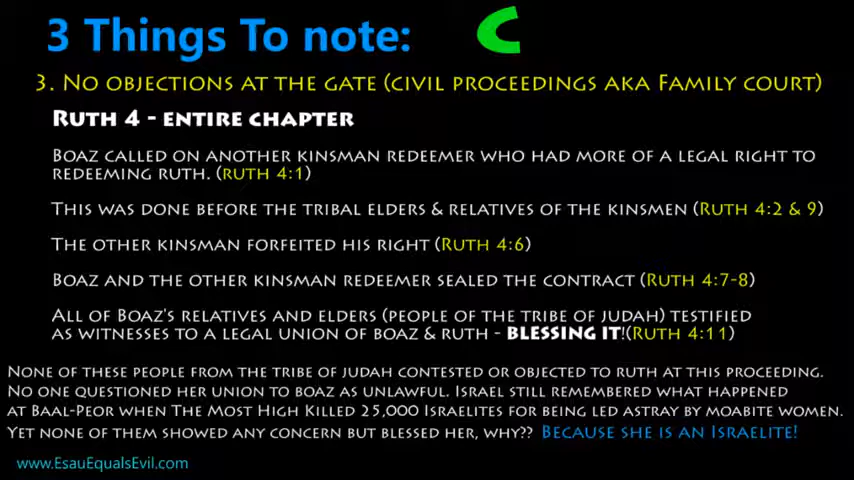 3 Things To note: C
3. No objections at the gate (civil proceedings aka Family court)
Ruth 4 - entire chapter
Boaz called on another kinsman redeemer who had more of a legal right to
redeeming ruth. (ruth 4:1)
This was done before the tribal elders & relatives of the kinsmen (Ruth 4:2 & 9)
The other kinsman forfeited his right (Ruth 4:6)
Boaz and the other kinsman redeemer sealed the contract (Ruth 4:7-8)
All of Boaz's relatives and elders (people of the tribe of judah) testified
as witnesses to a legal union of boaz & ruth - blessing it!(Ruth 4:11)
None of these people from the tribe of judah contested or objected to ruth at this proceeding.
No one questioned her union to boaz as unlawful. Israel still remembered what happened
at Baal-Peor when The Most High Killed 25,000 Israelites for being led astray by moabite women.
Yet none of them showed any concern but blessed her, why?? Because she is an Israelite!
www.EsauEqualsEvil.com